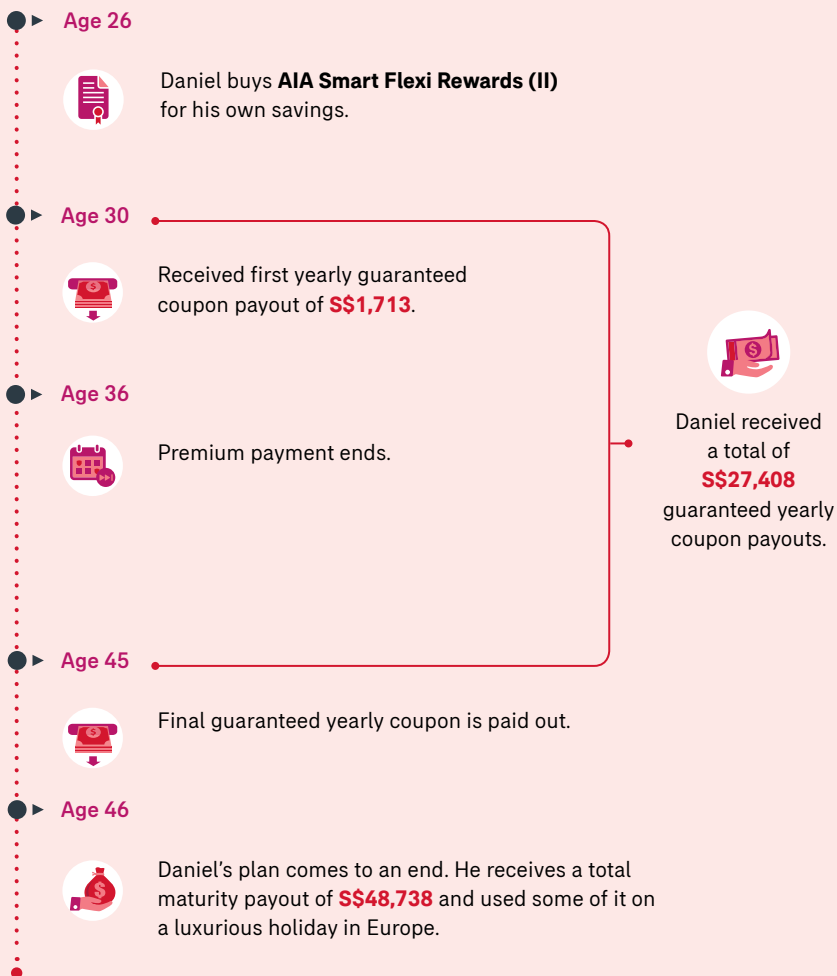 Age 26
Daniel buys AIA Smart Flexi Rewards (II)
for his own savings.
Age 30
Received first yearly guaranteed
coupon payout of S$1,713.
Age 36
Premium payment ends.
Daniel received
a total of
S$27,408
guaranteed yearly
coupon payouts.
Age 45
Final guaranteed yearly coupon is paid out.
Age 46
Daniel’s plan comes to an end. He receives a total
maturity payout of S$48,738 and used some of it on
a luxurious holiday in Europe.